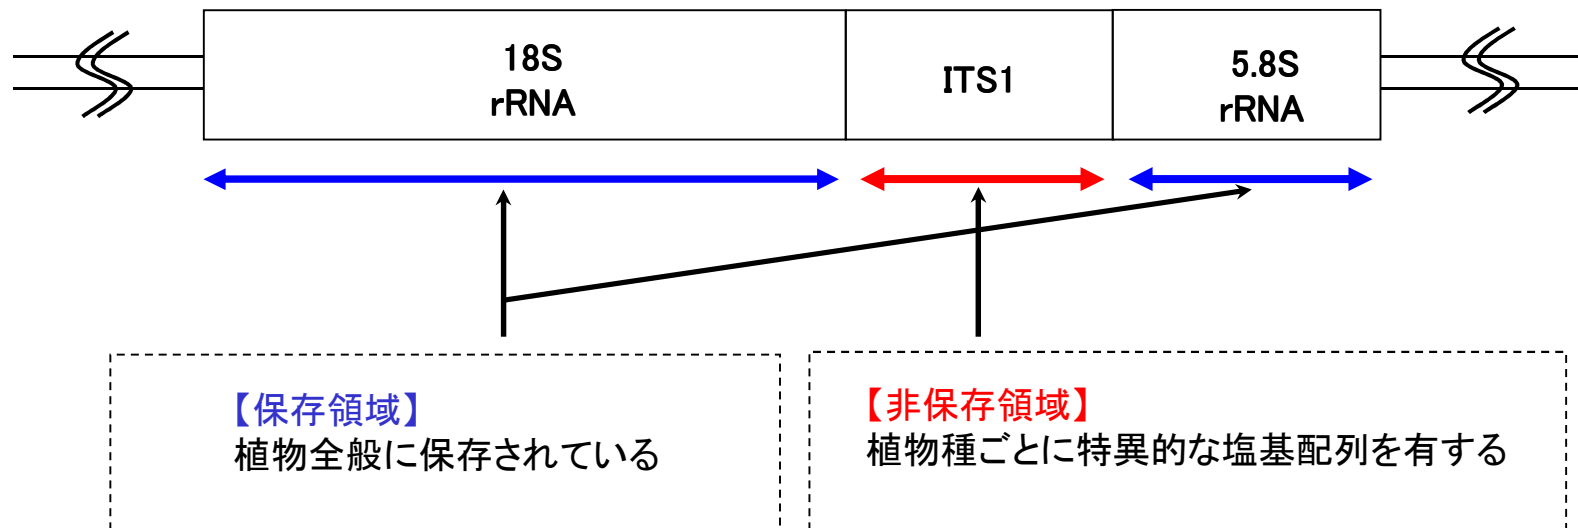 18S
rRNA
ITS1
5.8S
rRNA
【保存領域】
植物全般に保存されている
【非保存領域】
植物種ごとに特異的な塩基配列を有する